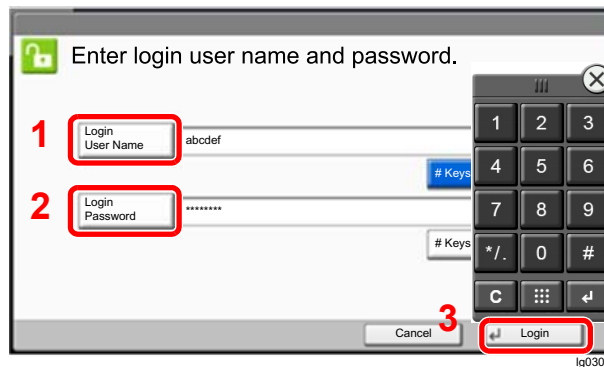 Enter login user name and password.
1
Login
User Name
abcdef
# Keys
2
Login
Password
********
# Keys
1 2 3
4 5 6
7 8 9
*/. 0 #
C
Cancel
3
Login
lg030